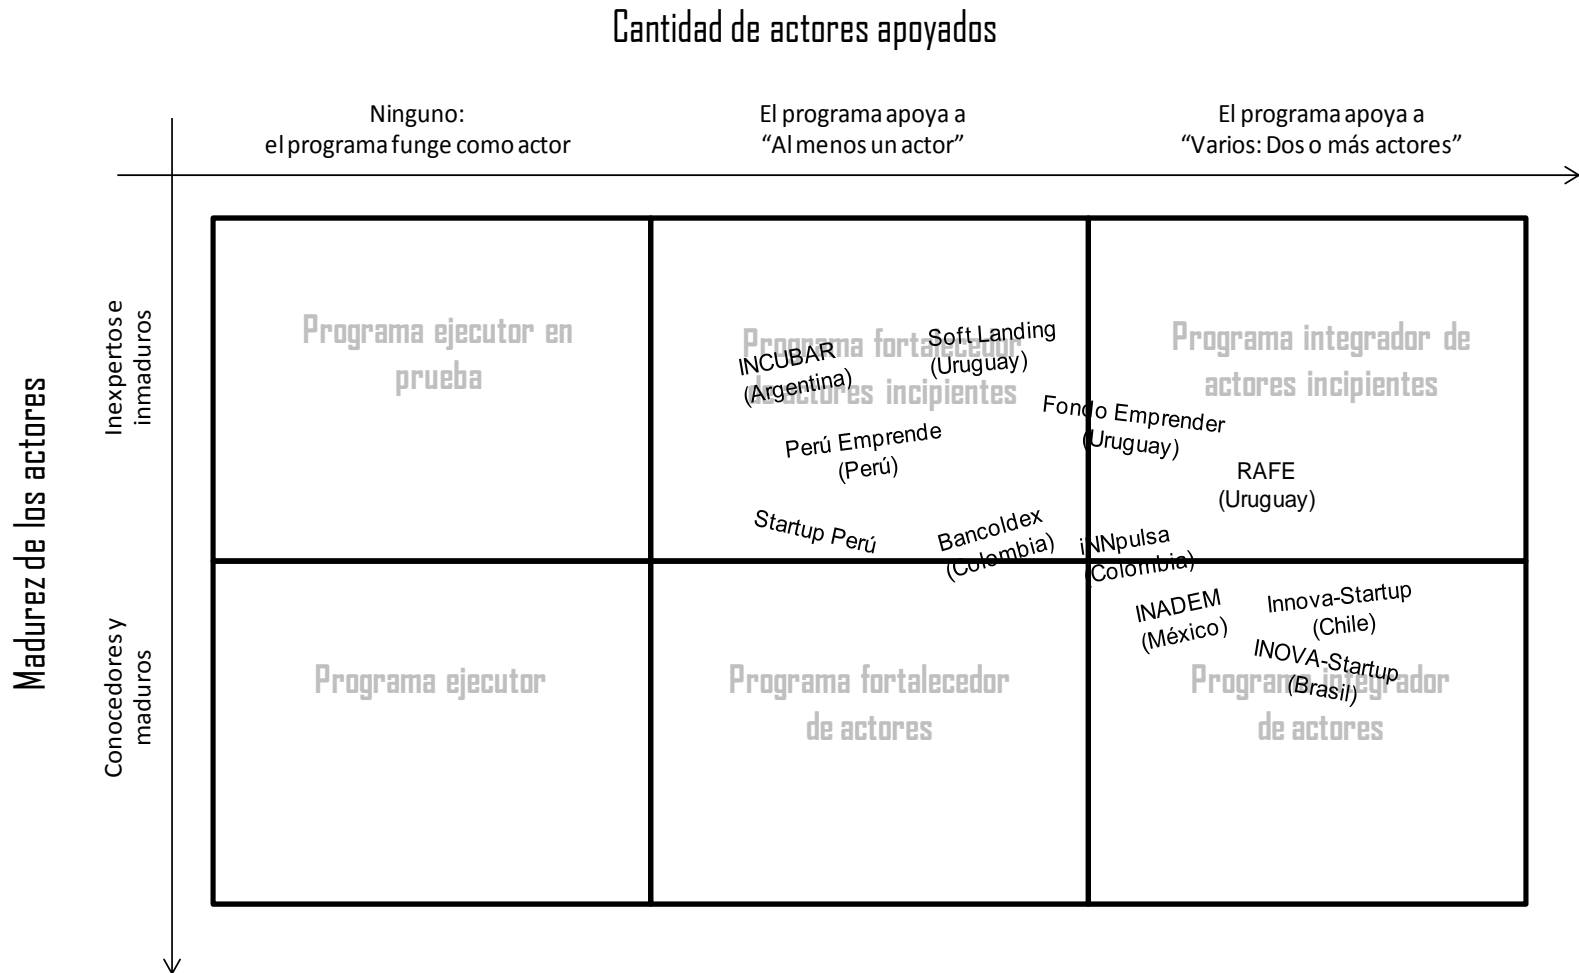 Cantidad de actores apoyados
Ninguno:
el programa funge como actor
El programa apoya a
“Al menos un actor”
El programa apoya a
“Varios: Dos o más actores”
Madurez de los actores
Inexpertos e
inmaduros
Programa ejecutor en
prueba
Programa fortalecedor
de actores incipientes
INCUBAR
(Argentina)
Soft Landing
(Uruguay)
Perú Emprende
(Perú)
Startup Perú
Bancoldex
(Colombia)
Programa integrador de
actores incipientes
Fondo Emprender
(Uruguay)
RAFE
(Uruguay)
iNNpulsa
(Colombia)
Conocedores y
maduros
Programa ejecutor
Programa fortalecedor
de actores
INADEM
(México)
Innova-Startup
(Chile)
INOVA-Startup
(Brasil)
Programa integrador
de actores